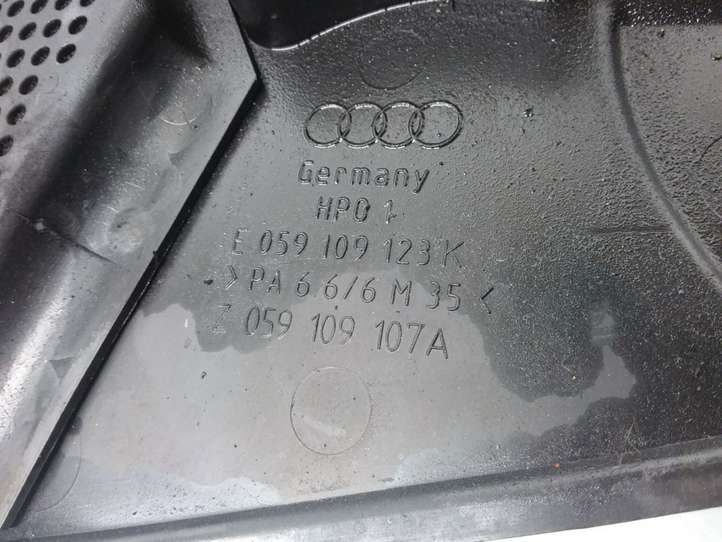 Germany
HPO 1
E 059 109 123 K
>PA 6.6/6 M 35<
Z 059 109 107A